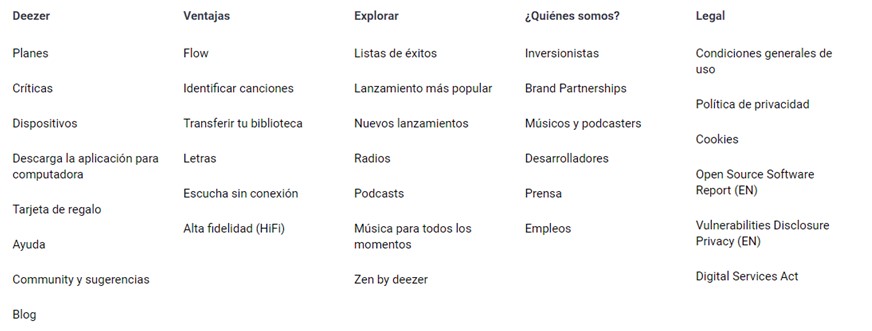 Deezer
Planes
Críticas
Dispositivos
Descarga la aplicación para
computadora
Tarjeta de regalo
Ayuda
Community y sugerencias
Blog
Ventajas
Flow
Identificar canciones
Transferir tu biblioteca
Letras
Escucha sin conexión
Alta fidelidad (HiFi)
Explorar
Listas de éxitos
Lanzamiento más popular
Nuevos lanzamientos
Radios
Podcasts
Música para todos los
momentos
Zen by deezer
¿Quiénes somos?
Inversionistas
Brand Partnerships
Músicos y podcasters
Desarrolladores
Prensa
Empleos
Legal
Condiciones generales de
uso
Política de privacidad
Cookies
Open Source Software
Report (EN)
Vulnerabilities Disclosure
Privacy (EN)
Digital Services Act